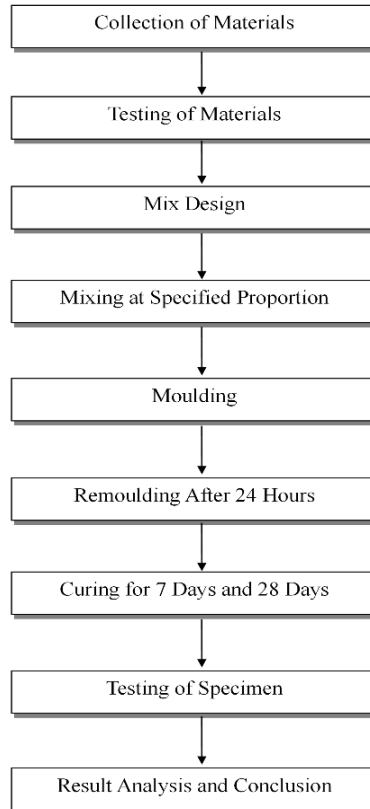 Collection of Materials
Testing of Materials
Mix Design
Mixing at Specified Proportion
Moulding
Remoulding After 24 Hours
Curing for 7 Days and 28 Days
Testing of Specimen
Result Analysis and Conclusion